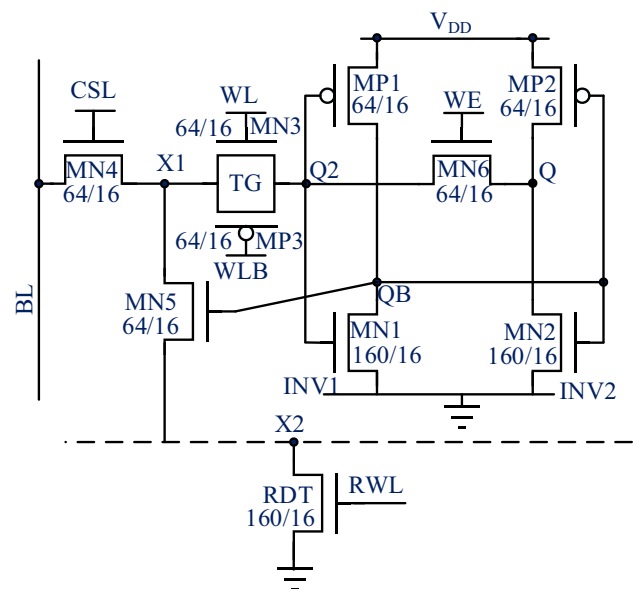 V_DD
CSL
WL
64/16
MN3
MP1
64/16
WE
MP2
64/16
MN4
64/16
X1
TG
Q2
MN6
64/16
Q
64/16
MP3
WLB
BL
MN5
64/16
QB
MN1
160/16
MN2
160/16
INV1
INV2
X2
RDT
160/16
RWL